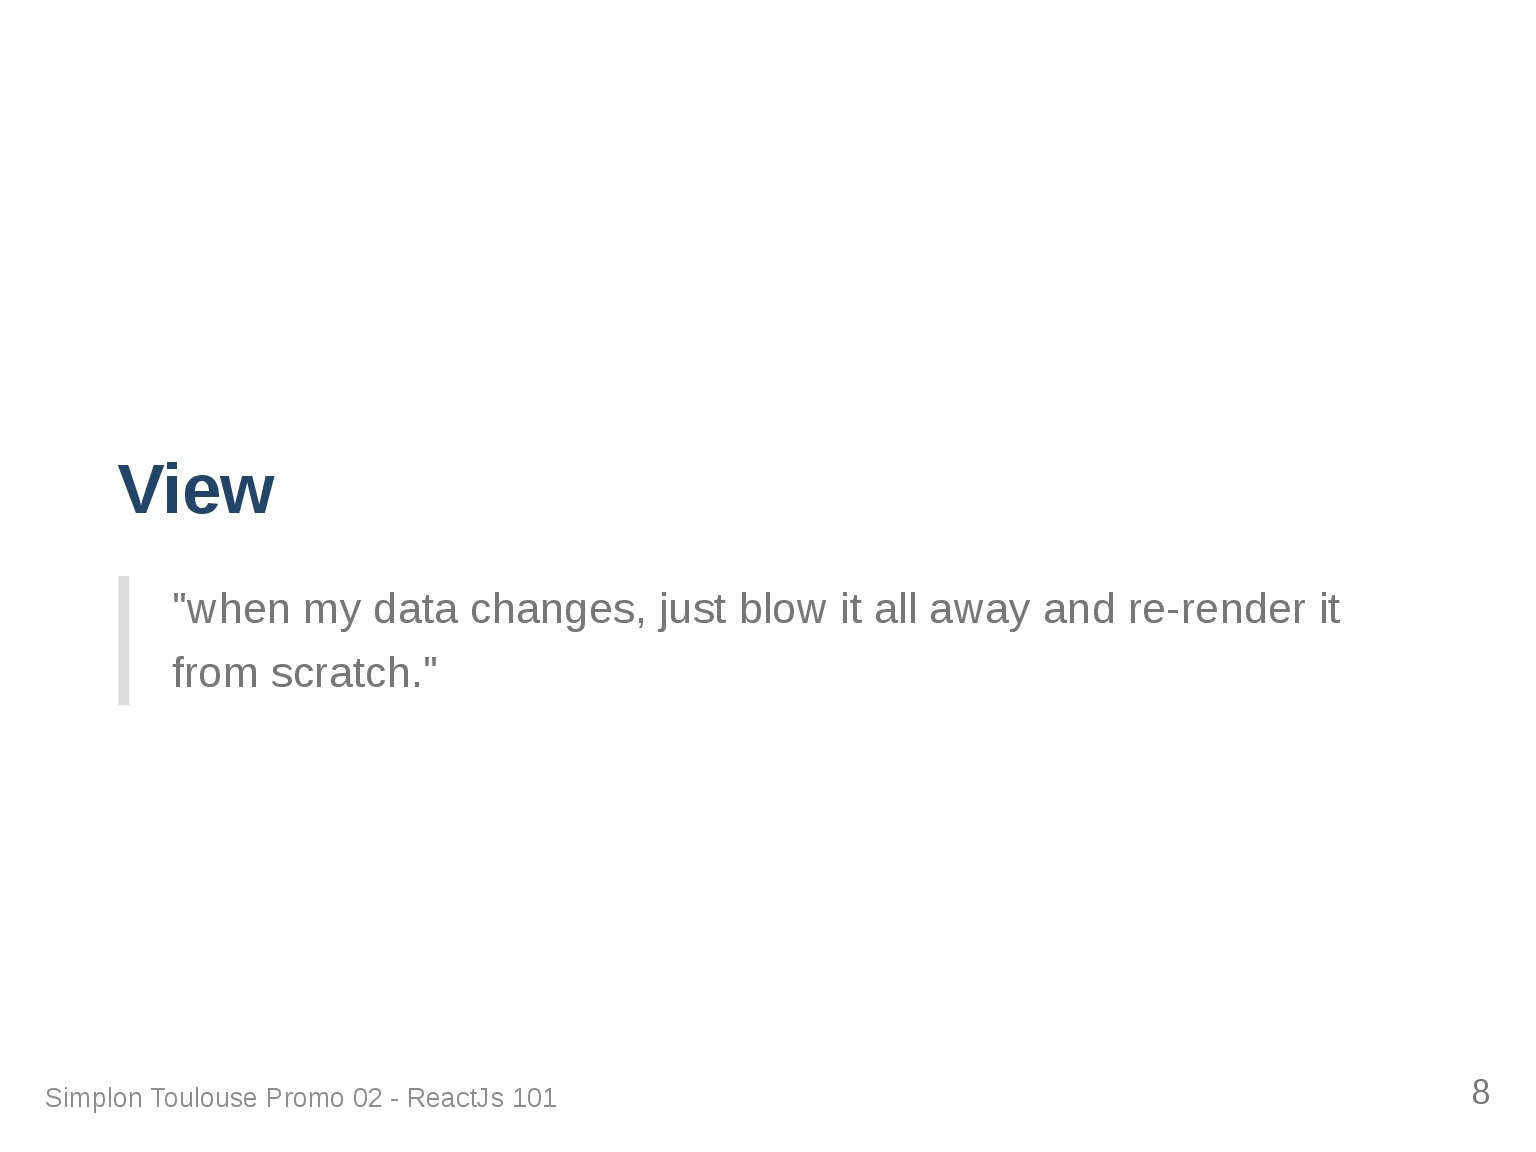 View
"when my data changes, just blow it all away and re-render it
from scratch."
Simplon Toulouse Promo 02 - ReactJs 101
8